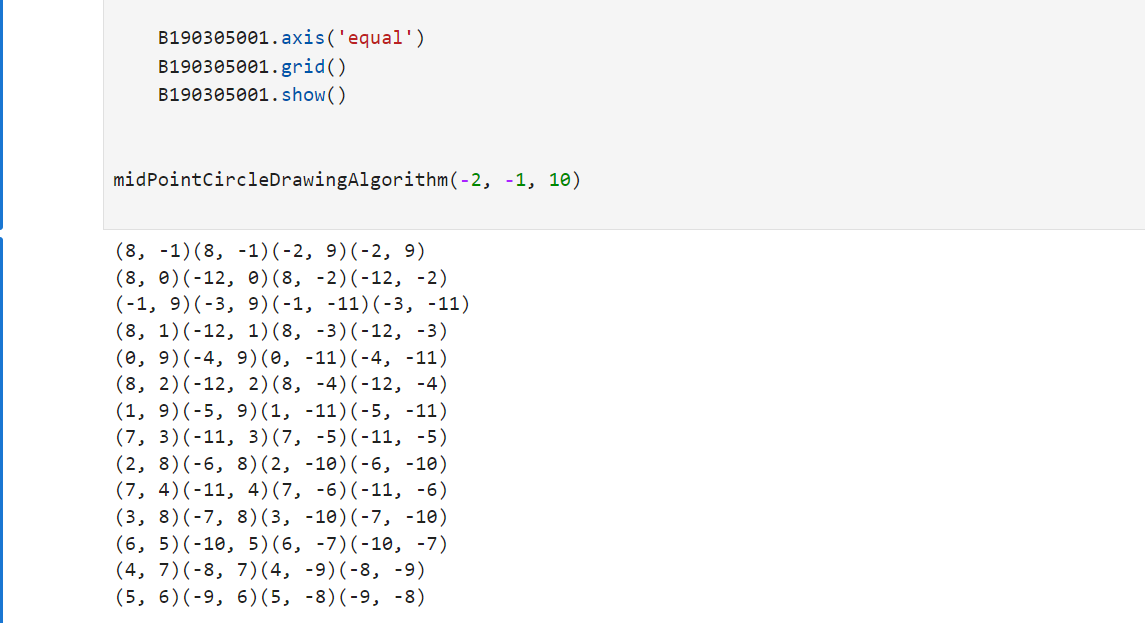 B190305001.axis('equal')
B190305001.grid()
B190305001.show()
midPointCircleDrawingAlgorithm(-2, -1, 10)
(8, -1)(8, -1)(-2, 9)(-2, 9)
(8, 0)(-12, 0)(8, -2)(-12, -2)
(-1, 9)(-3, 9)(-1, -11)(-3, -11)
(8, 1)(-12, 1)(8, -3)(-12, -3)
(0, 9)(-4, 9)(0, -11)(-4, -11)
(8, 2)(-12, 2)(8, -4)(-12, -4)
(1, 9)(-5, 9)(1, -11)(-5, -11)
(7, 3)(-11, 3)(7, -5)(-11, -5)
(2, 8)(-6, 8)(2, -10)(-6, -10)
(7, 4)(-11, 4)(7, -6)(-11, -6)
(3, 8)(-7, 8)(3, -10)(-7, -10)
(6, 5)(-10, 5)(6, -7)(-10, -7)
(4, 7)(-8, 7)(4, -9)(-8, -9)
(5, 6)(-9, 6)(5, -8)(-9, -8)